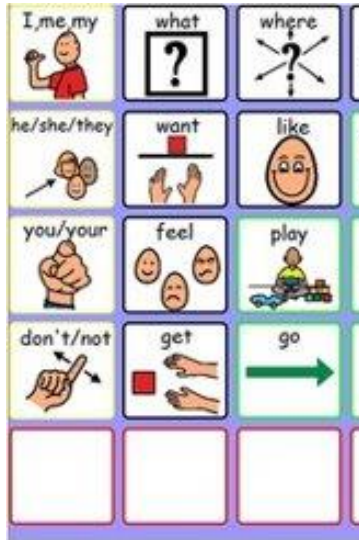 I,me,my what where
?
?
he/she/they want like
you/your feel play
don't/not get go